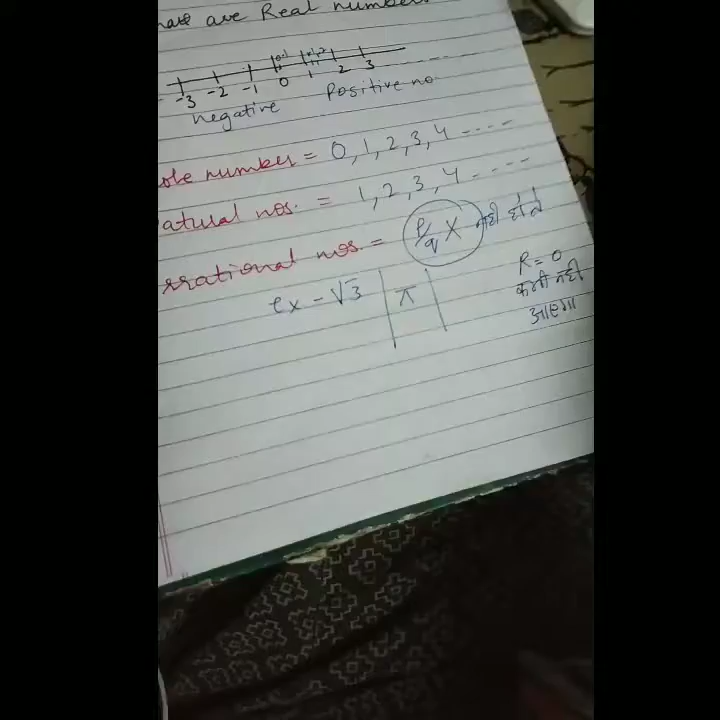 are Real number
-3 -2 -1 0 1 2 3
negative Positive no
ole number = 0, 1, 2, 3, 4 ----
atural nos. = 1, 2, 3, 4 ----
rrational nos. = p/q X नही होते
ex - √3 π
R = 0
कभी नही
आएगा